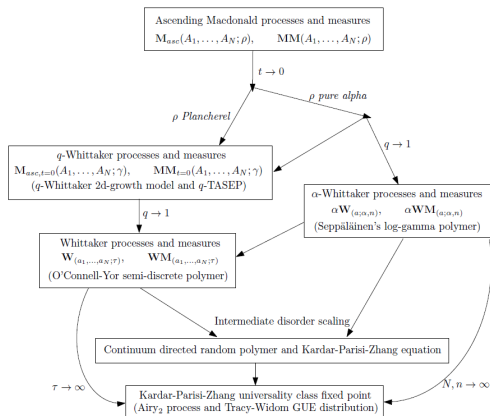 Ascending Macdonald processes and measures
M_asc(A_1, . . . , A_N; ρ), MM(A_1, . . . , A_N; ρ)
t → 0
ρ pure alpha
ρ Plancherel
q → 1
q-Whittaker processes and measures
M_asc,t=0(A_1, . . . , A_N; γ), MM_t=0(A_1, . . . , A_N; γ)
(q-Whittaker 2d-growth model and q-TASEP)
α-Whittaker processes and measures
αW_(a;α,n), αWM_(a;α,n)
(Seppäläinen's log-gamma polymer)
q → 1
Whittaker processes and measures
W_(a_1,...,a_N;τ), WM_(a_1,...,a_N;τ)
(O'Connell-Yor semi-discrete polymer)
Intermediate disorder scaling
Continuum directed random polymer and Kardar-Parisi-Zhang equation
τ → ∞
N, n → ∞
Kardar-Parisi-Zhang universality class fixed point
(Airy_2 process and Tracy-Widom GUE distribution)